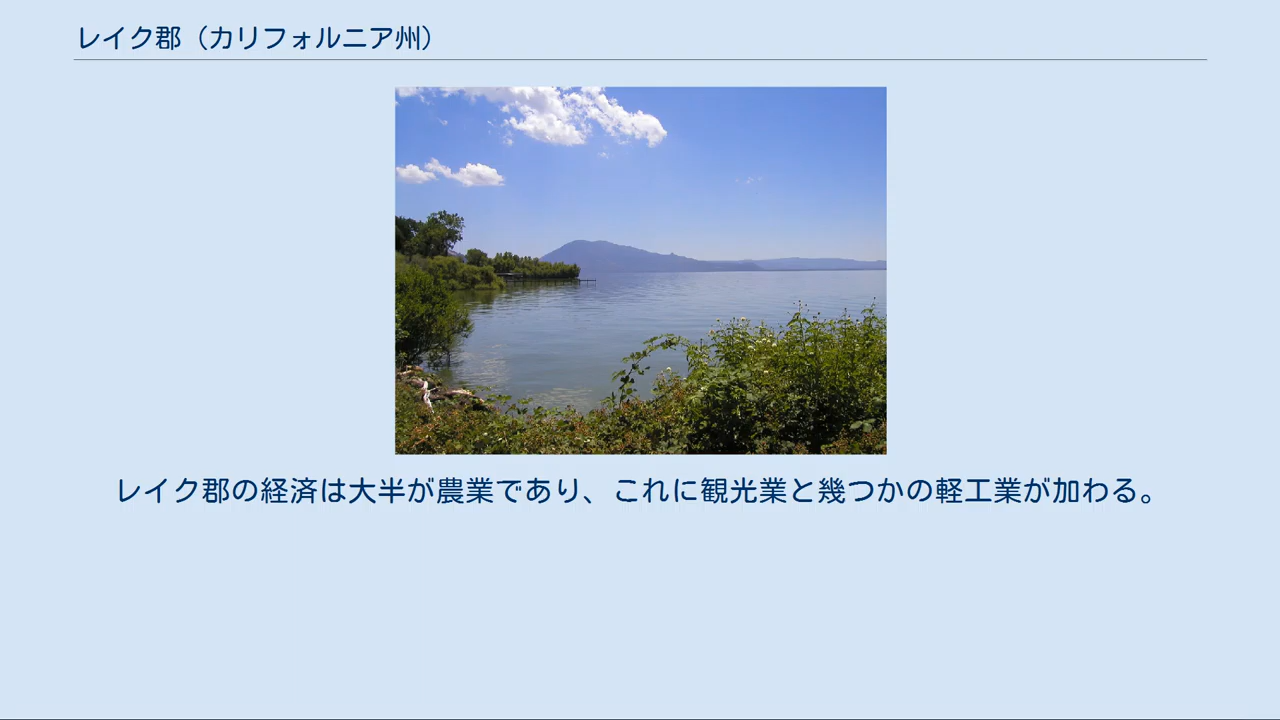 レイク郡（カリフォルニア州）
レイク郡の経済は大半が農業であり、これに観光業と幾つかの軽工業が加わる。